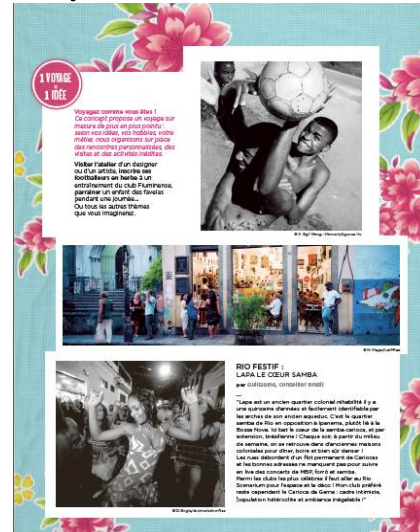 1 VOYAGE
=
1 IDÉE
Voyagez comme vous êtes !
Ce concept propose un voyage sur
mesure de plus en plus pointu :
selon vos idées, vos hobbies, votre
métier, nous organisons sur place
des rencontres personnalisées, des
visites et des activités inédites.
Visiter l'atelier d'un designer
ou d'un artiste, inscrire ses
footballeurs en herbe à un
entraînement du club Fluminense,
parrainer un enfant des favelas
pendant une journée...
Ou tous les autres thèmes
que vous imaginerez.
RIO FESTIF :
LAPA LE CŒUR SAMBA
par Guillaume, conseiller Brésil
"Lapa est un ancien quartier colonial réhabilité il y a
une quinzaine d'années et facilement identifiable par
les arches de son ancien aqueduc. C'est le quartier
samba de Rio en opposition à Ipanema, plutôt lié à la
Bossa Nova. Ici bat le cœur de la samba carioca, et par
extension, brésilienne ! Chaque soir, à partir du milieu
de semaine, on se retrouve dans d'anciennes maisons
coloniales pour dîner, boire et bien sûr danser !
Les rues débordent d'un flot permanent de Cariocas
et les bonnes adresses ne manquent pas pour suivre
en live des concerts de MBP, forró et samba.
Parmi les clubs les plus célèbres il faut aller au Rio
Scenarium pour l'espace et la déco ! Mon club préféré
reste cependant le Carioca da Gema : cadre intimiste,
population hétéroclite et ambiance inégalable !"